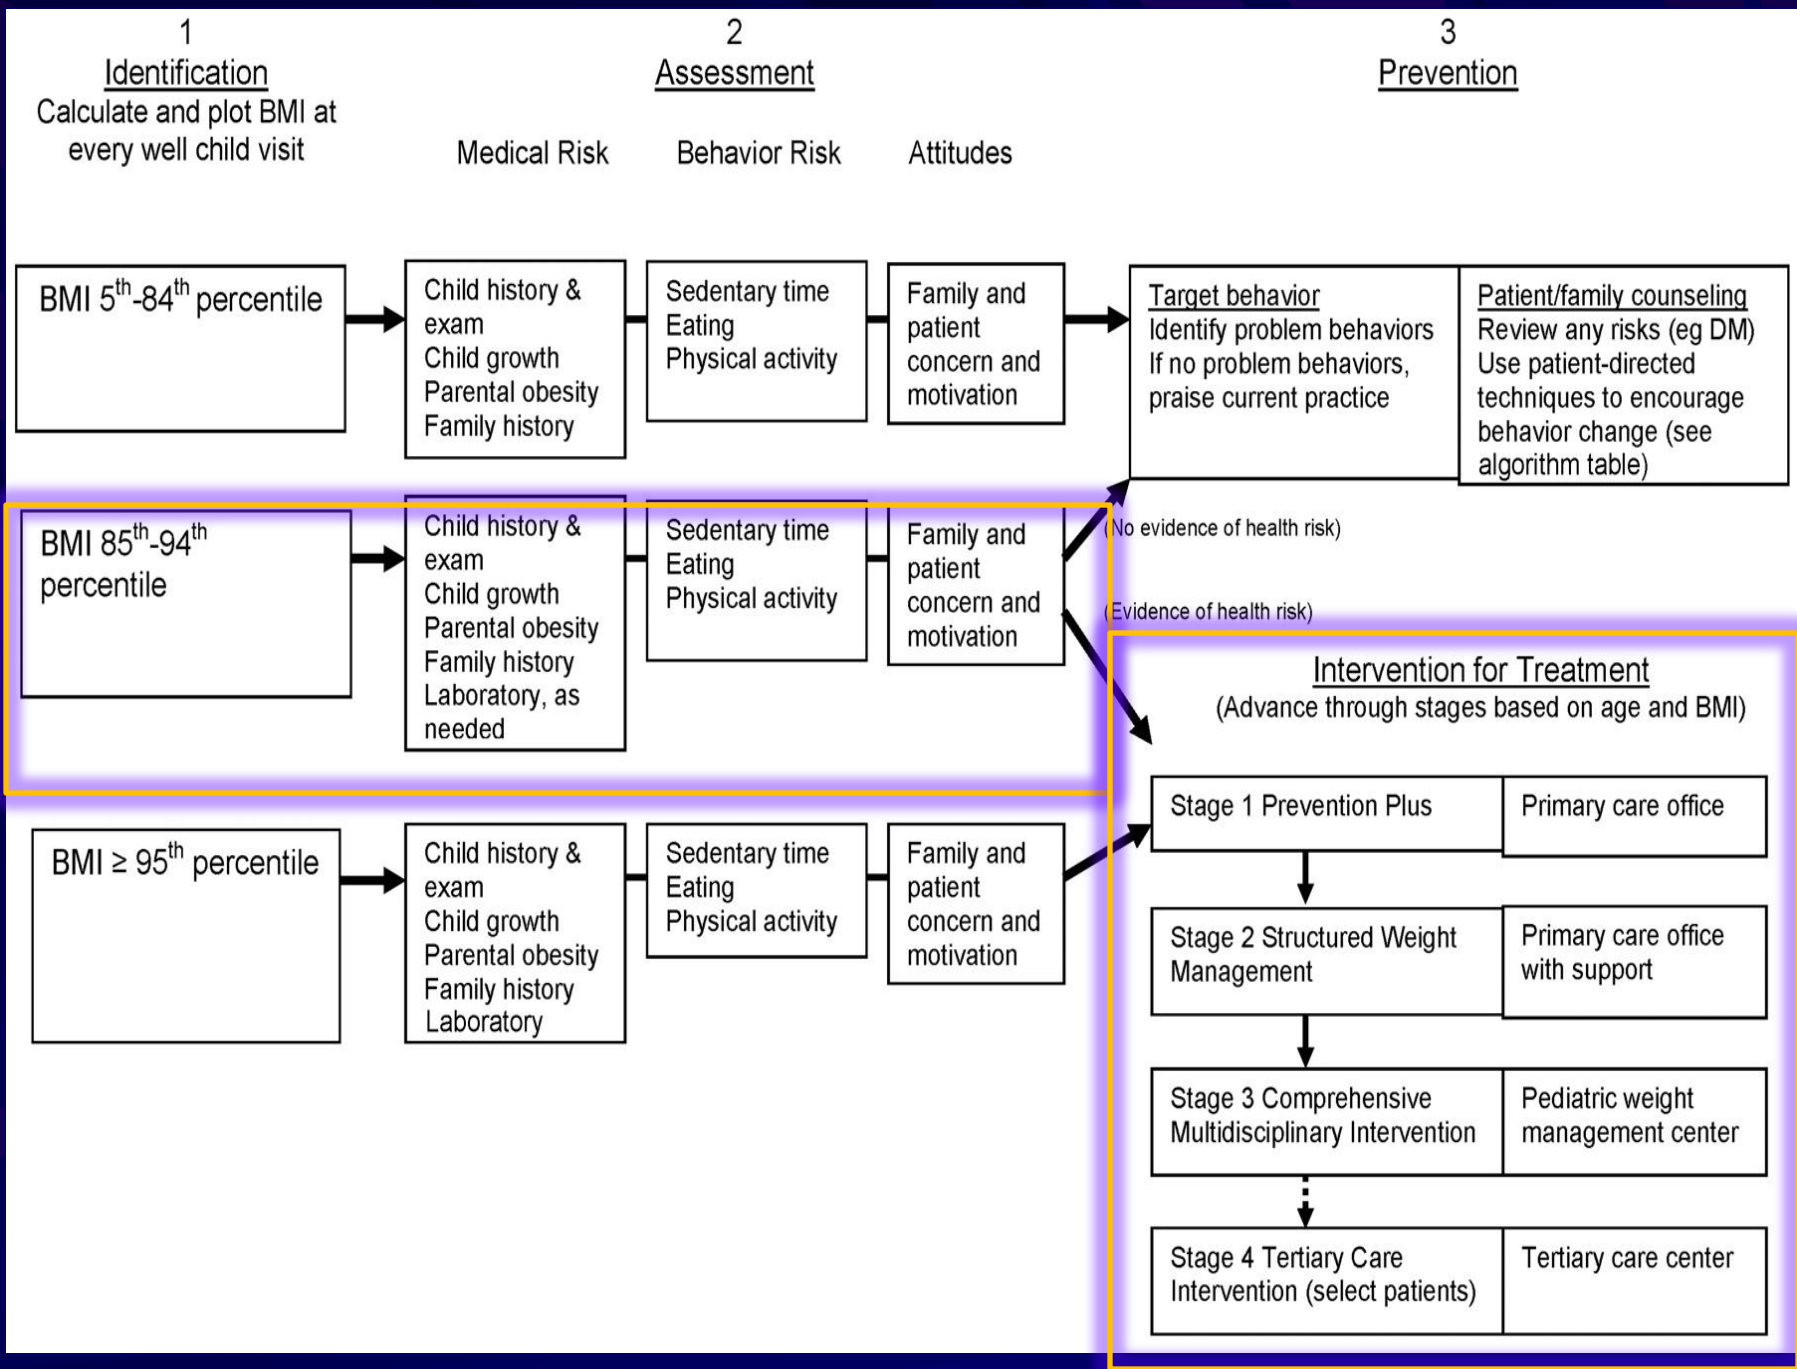 1
Identification
Calculate and plot BMI at
every well child visit
2
Assessment
Medical Risk
Behavior Risk
Attitudes
3
Prevention
BMI 5th-84th percentile
Child history &
exam
Child growth
Parental obesity
Family history
Sedentary time
Eating
Physical activity
Family and
patient
concern and
motivation
Target behavior
Identify problem behaviors
If no problem behaviors,
praise current practice
Patient/family counseling
Review any risks (eg DM)
Use patient-directed
techniques to encourage
behavior change (see
algorithm table)
BMI 85th-94th
percentile
Child history &
exam
Child growth
Parental obesity
Family history
Laboratory, as
needed
Sedentary time
Eating
Physical activity
Family and
patient
concern and
motivation
(No evidence of health risk)
(Evidence of health risk)
Intervention for Treatment
(Advance through stages based on age and BMI)
BMI ≥ 95th percentile
Child history &
exam
Child growth
Parental obesity
Family history
Laboratory
Sedentary time
Eating
Physical activity
Family and
patient
concern and
motivation
Stage 1 Prevention Plus
Primary care office
Stage 2 Structured Weight
Management
Primary care office
with support
Stage 3 Comprehensive
Multidisciplinary Intervention
Pediatric weight
management center
Stage 4 Tertiary Care
Intervention (select patients)
Tertiary care center